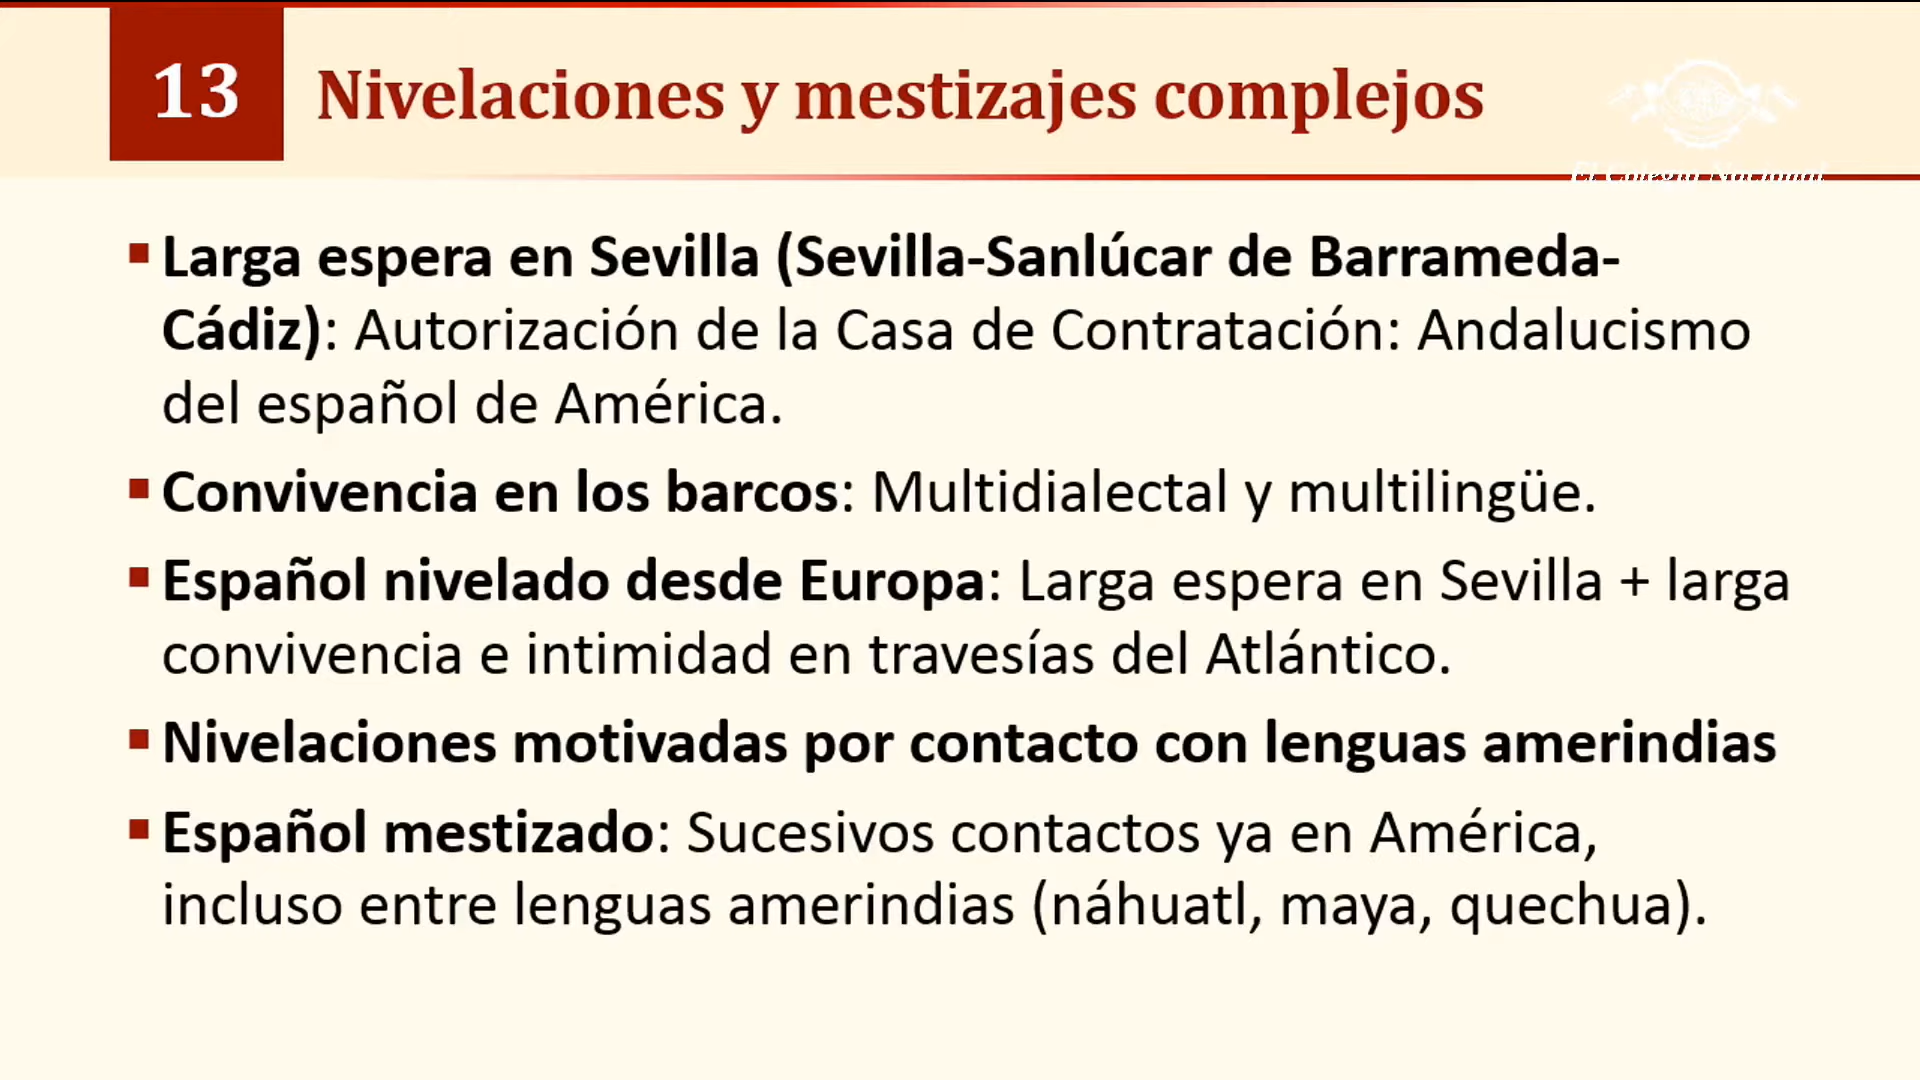 13
Nivelaciones y mestizajes complejos
El Colegio Nacional
▪ Larga espera en Sevilla (Sevilla-Sanlúcar de Barrameda-
Cádiz): Autorización de la Casa de Contratación: Andalucismo
del español de América.
▪ Convivencia en los barcos: Multidialectal y multilingüe.
▪ Español nivelado desde Europa: Larga espera en Sevilla + larga
convivencia e intimidad en travesías del Atlántico.
▪ Nivelaciones motivadas por contacto con lenguas amerindias
▪ Español mestizado: Sucesivos contactos ya en América,
incluso entre lenguas amerindias (náhuatl, maya, quechua).